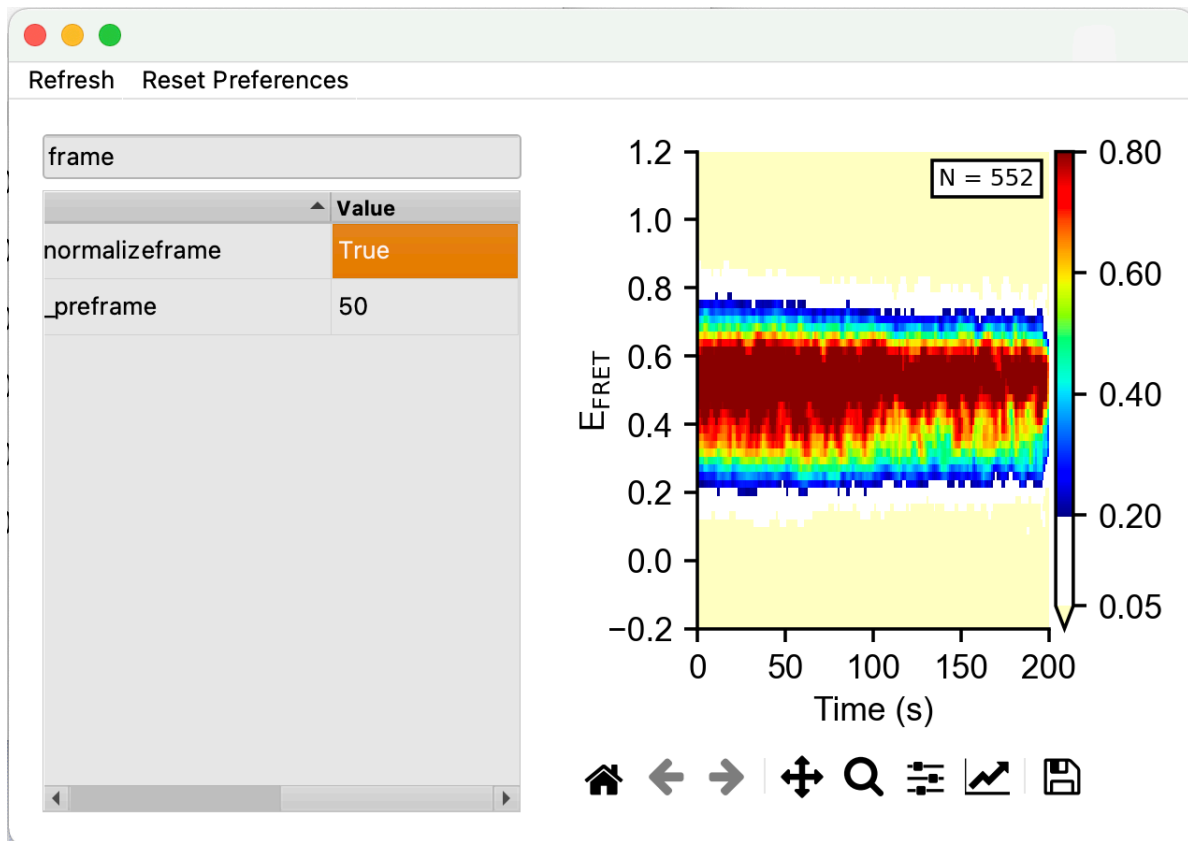 Refresh Reset Preferences
frame
Value
normalizeframe True
_preframe 50
N = 552
1.2
1.0
0.8
0.6
0.4
0.2
0.0
−0.2
EFRET
0 50 100 150 200
Time (s)
0.80
0.60
0.40
0.20
0.05